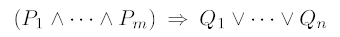 (P₁ ∧ ⋯ ∧ Pₘ) ⇒ Q₁ ∨ ⋯ ∨ Qₙ